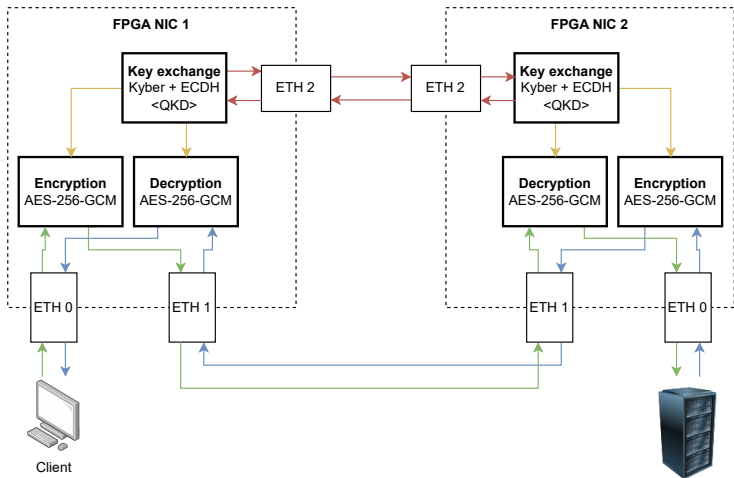 FPGA NIC 1
FPGA NIC 2
Key exchange
Kyber + ECDH
<QKD>
ETH 2
ETH 2
Key exchange
Kyber + ECDH
<QKD>
Encryption
AES-256-GCM
Decryption
AES-256-GCM
Decryption
AES-256-GCM
Encryption
AES-256-GCM
ETH 0
ETH 1
ETH 1
ETH 0
Client